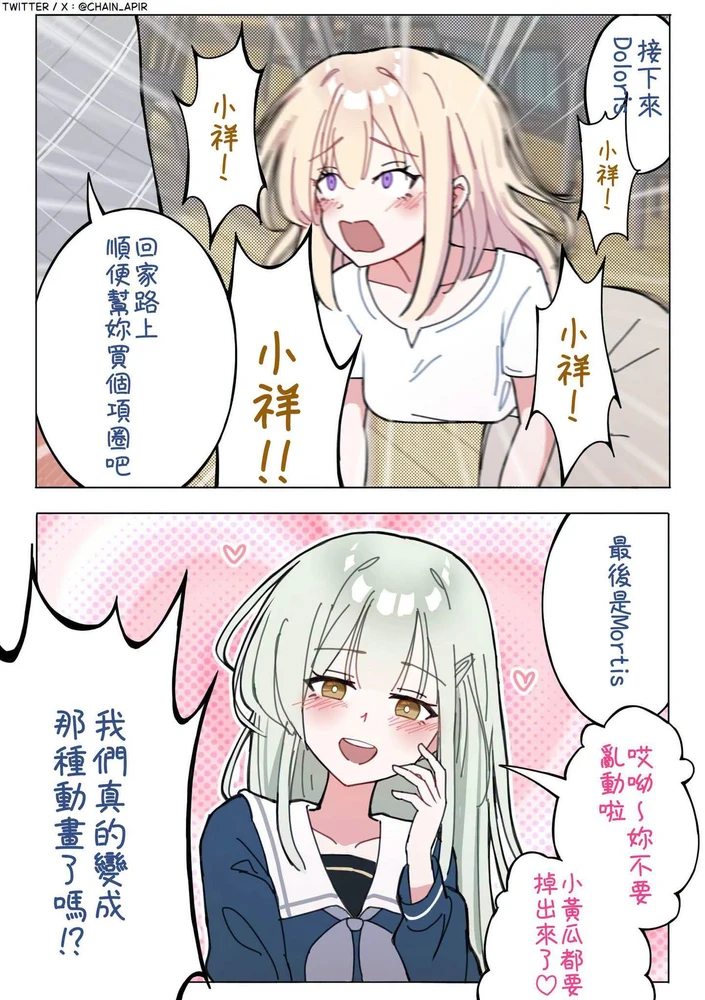 TWITTER / X : @CHAIN_APIR
接下來
Doloris
小祥！
小祥！
小祥！
小祥！！
回家路上
順便幫妳買個項圈吧
最後是Mortis
哎呦～妳不要
亂動啦
小黃瓜都要
掉出來了♡
我們真的變成
那種動畫了嗎！？